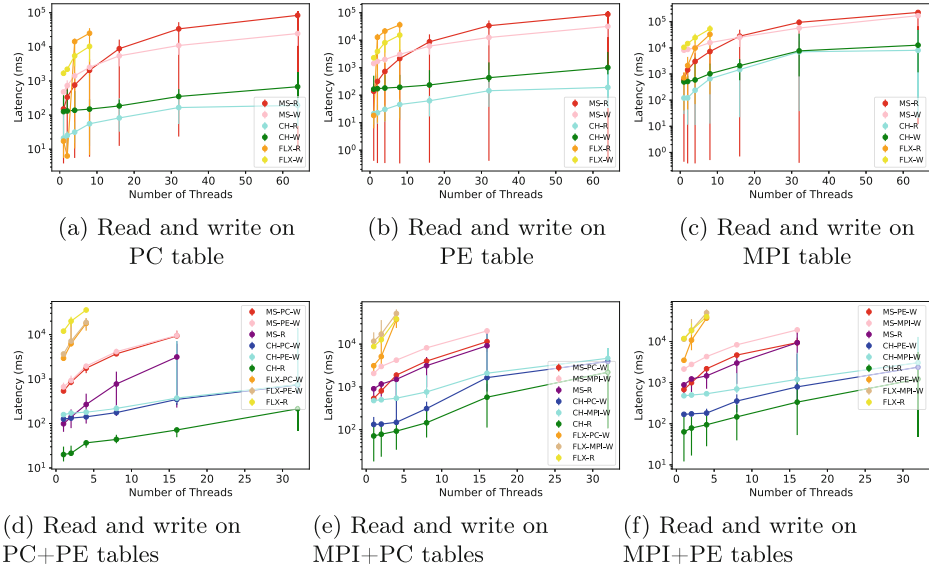 10⁵
10⁴
10³
10²
10¹
Latency (ms)
MS-R
MS-W
CH-R
CH-W
FLX-R
FLX-W
0 10 20 30 40 50 60
Number of Threads
(a) Read and write on
PC table
10⁵
10⁴
10³
10²
10¹
10⁰
Latency (ms)
MS-R
MS-W
CH-R
CH-W
FLX-R
FLX-W
0 10 20 30 40 50 60
Number of Threads
(b) Read and write on
PE table
10⁵
10⁴
10³
10²
10¹
10⁰
Latency (ms)
MS-R
MS-W
CH-R
CH-W
FLX-R
FLX-W
0 10 20 30 40 50 60
Number of Threads
(c) Read and write on
MPI table
10⁴
10³
10²
10¹
Latency (ms)
MS-PC-W
MS-PE-W
MS-R
CH-PC-W
CH-PE-W
CH-R
FLX-PC-W
FLX-PE-W
FLX-R
0 5 10 15 20 25 30
Number of Threads
(d) Read and write on
PC+PE tables
10⁴
10³
10²
Latency (ms)
MS-PC-W
MS-MPI-W
MS-R
CH-PC-W
CH-MPI-W
CH-R
FLX-PC-W
FLX-MPI-W
FLX-R
0 5 10 15 20 25 30
Number of Threads
(e) Read and write on
MPI+PC tables
10⁴
10³
10²
10¹
Latency (ms)
MS-PE-W
MS-MPI-W
MS-R
CH-PE-W
CH-MPI-W
CH-R
FLX-PE-W
FLX-MPI-W
FLX-R
0 5 10 15 20 25 30
Number of Threads
(f) Read and write on
MPI+PE tables